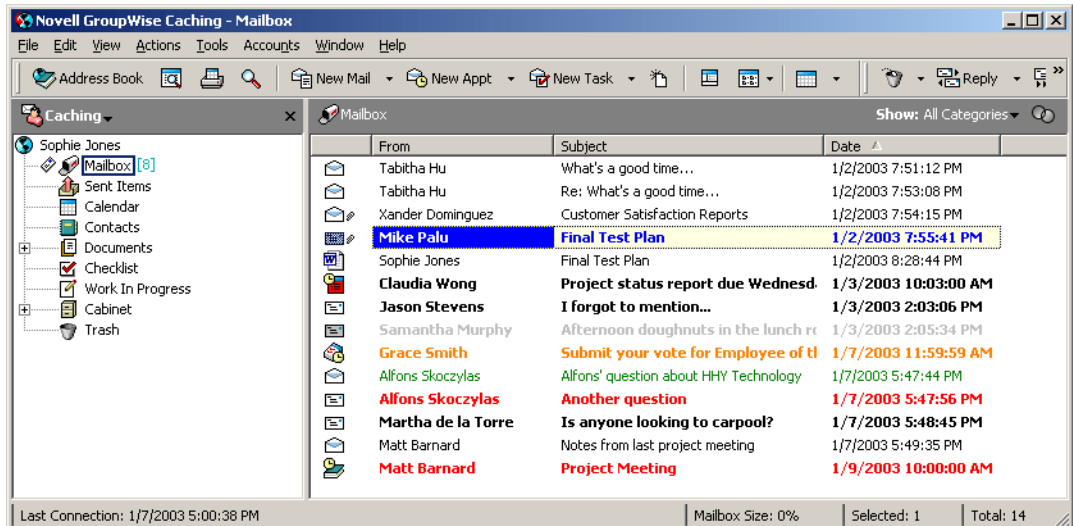 Novell GroupWise Caching - Mailbox
File Edit View Actions Tools Accounts Window Help
Address Book New Mail New Appt New Task Reply
Caching Mailbox Show: All Categories
Sophie Jones
Mailbox [8]
Sent Items
Calendar
Contacts
Documents
Checklist
Work In Progress
Cabinet
Trash
From Subject Date
Tabitha Hu What's a good time... 1/2/2003 7:51:12 PM
Tabitha Hu Re: What's a good time... 1/2/2003 7:53:08 PM
Xander Dominguez Customer Satisfaction Reports 1/2/2003 7:54:15 PM
Mike Palu Final Test Plan 1/2/2003 7:55:41 PM
Sophie Jones Final Test Plan 1/2/2003 8:28:44 PM
Claudia Wong Project status report due Wednesd 1/3/2003 10:03:00 AM
Jason Stevens I forgot to mention... 1/3/2003 2:03:06 PM
Samantha Murphy Afternoon doughnuts in the lunch ro 1/3/2003 2:05:34 PM
Grace Smith Submit your vote for Employee of th 1/7/2003 11:59:59 AM
Alfons Skoczylas Alfons' question about HHY Technology 1/7/2003 5:47:44 PM
Alfons Skoczylas Another question 1/7/2003 5:47:56 PM
Martha de la Torre Is anyone looking to carpool? 1/7/2003 5:48:45 PM
Matt Barnard Notes from last project meeting 1/7/2003 5:49:35 PM
Matt Barnard Project Meeting 1/9/2003 10:00:00 AM
Last Connection: 1/7/2003 5:00:38 PM Mailbox Size: 0% Selected: 1 Total: 14